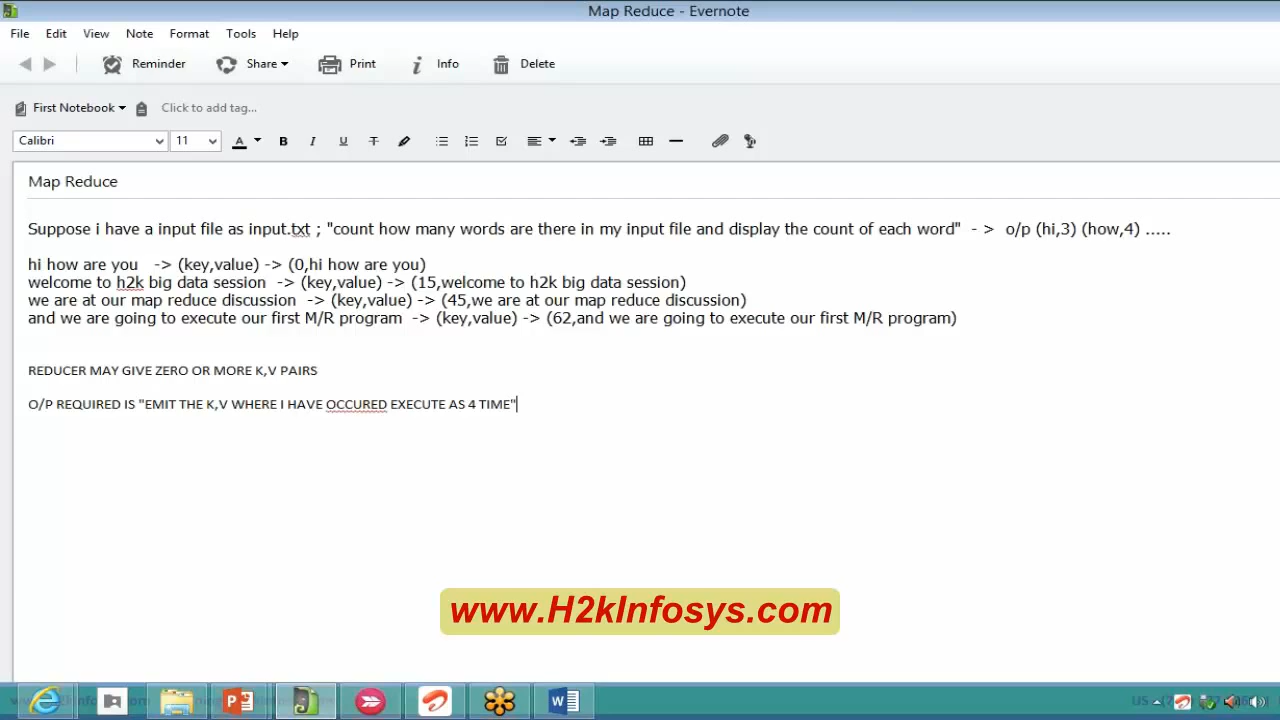 Map Reduce - Evernote
File Edit View Note Format Tools Help
Reminder Share Print Info Delete
First Notebook Click to add tag...
Calibri 11 A B I U T
Map Reduce
Suppose i have a input file as input.txt ; "count how many words are there in my input file and display the count of each word" - > o/p (hi,3) (how,4) .....
hi how are you -> (key,value) -> (0,hi how are you)
welcome to h2k big data session -> (key,value) -> (15,welcome to h2k big data session)
we are at our map reduce discussion -> (key,value) -> (45,we are at our map reduce discussion)
and we are going to execute our first M/R program -> (key,value) -> (62,and we are going to execute our first M/R program)
REDUCER MAY GIVE ZERO OR MORE K,V PAIRS
O/P REQUIRED IS "EMIT THE K,V WHERE I HAVE OCCURED EXECUTE AS 4 TIME"
www.H2kInfosys.com
US